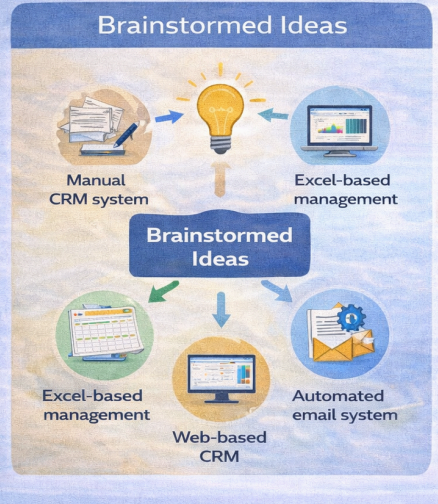 Brainstormed Ideas
Manual
CRM system
Excel-based
management
Brainstormed
Ideas
Excel-based
management
Web-based
CRM
Automated
email system